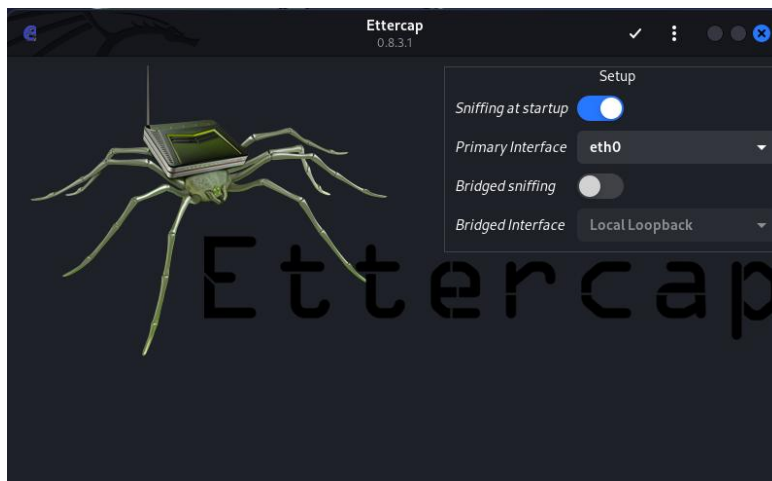 Ettercap
0.8.3.1
Setup
Sniffing at startup
Primary Interface eth0
Bridged sniffing
Bridged Interface Local Loopback
Ettercap